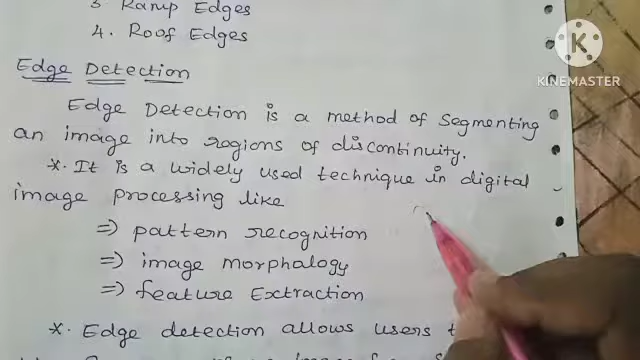 3. Ramp Edges
4. Roof Edges
KINEMASTER
Edge Detection
Edge Detection is a method of segmenting
an image into rogions of discontinuity.
*. It is a widely used technique in digital
image processing like
=> pattern recognition
=> image morphalogy
=> feature Extraction
*. Edge detection allows users